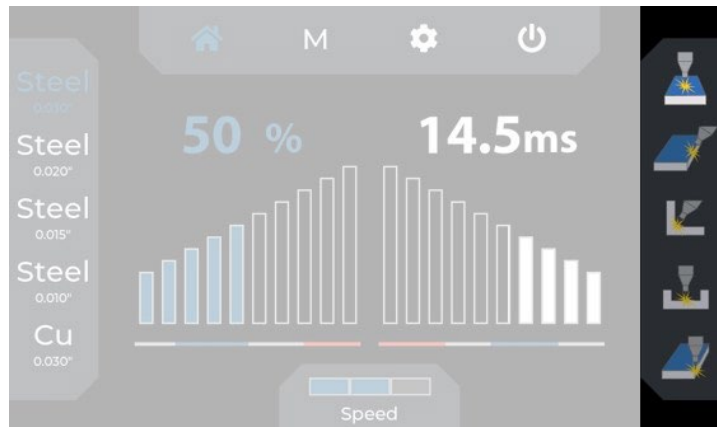 M
Steel
0.010"
50 %
14.5ms
Steel
0.020"
Steel
0.015"
Steel
0.010"
Cu
0.030"
Speed